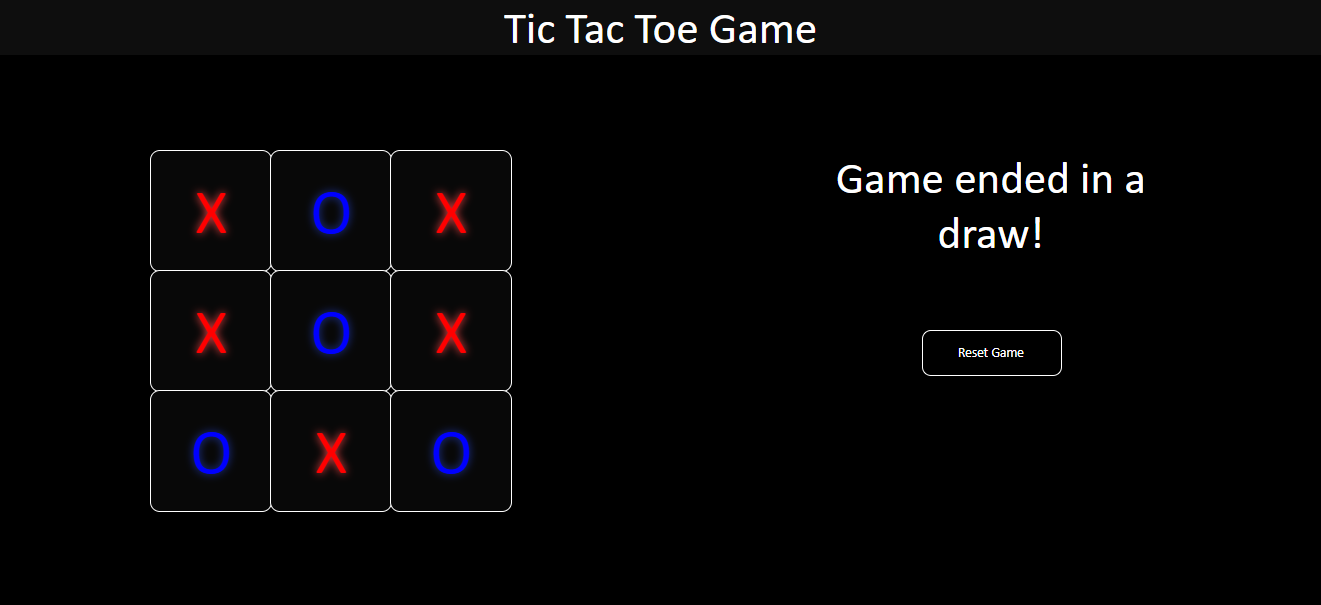 Tic Tac Toe Game
X O X
Game ended in a
draw!
X O X
Reset Game
O X O